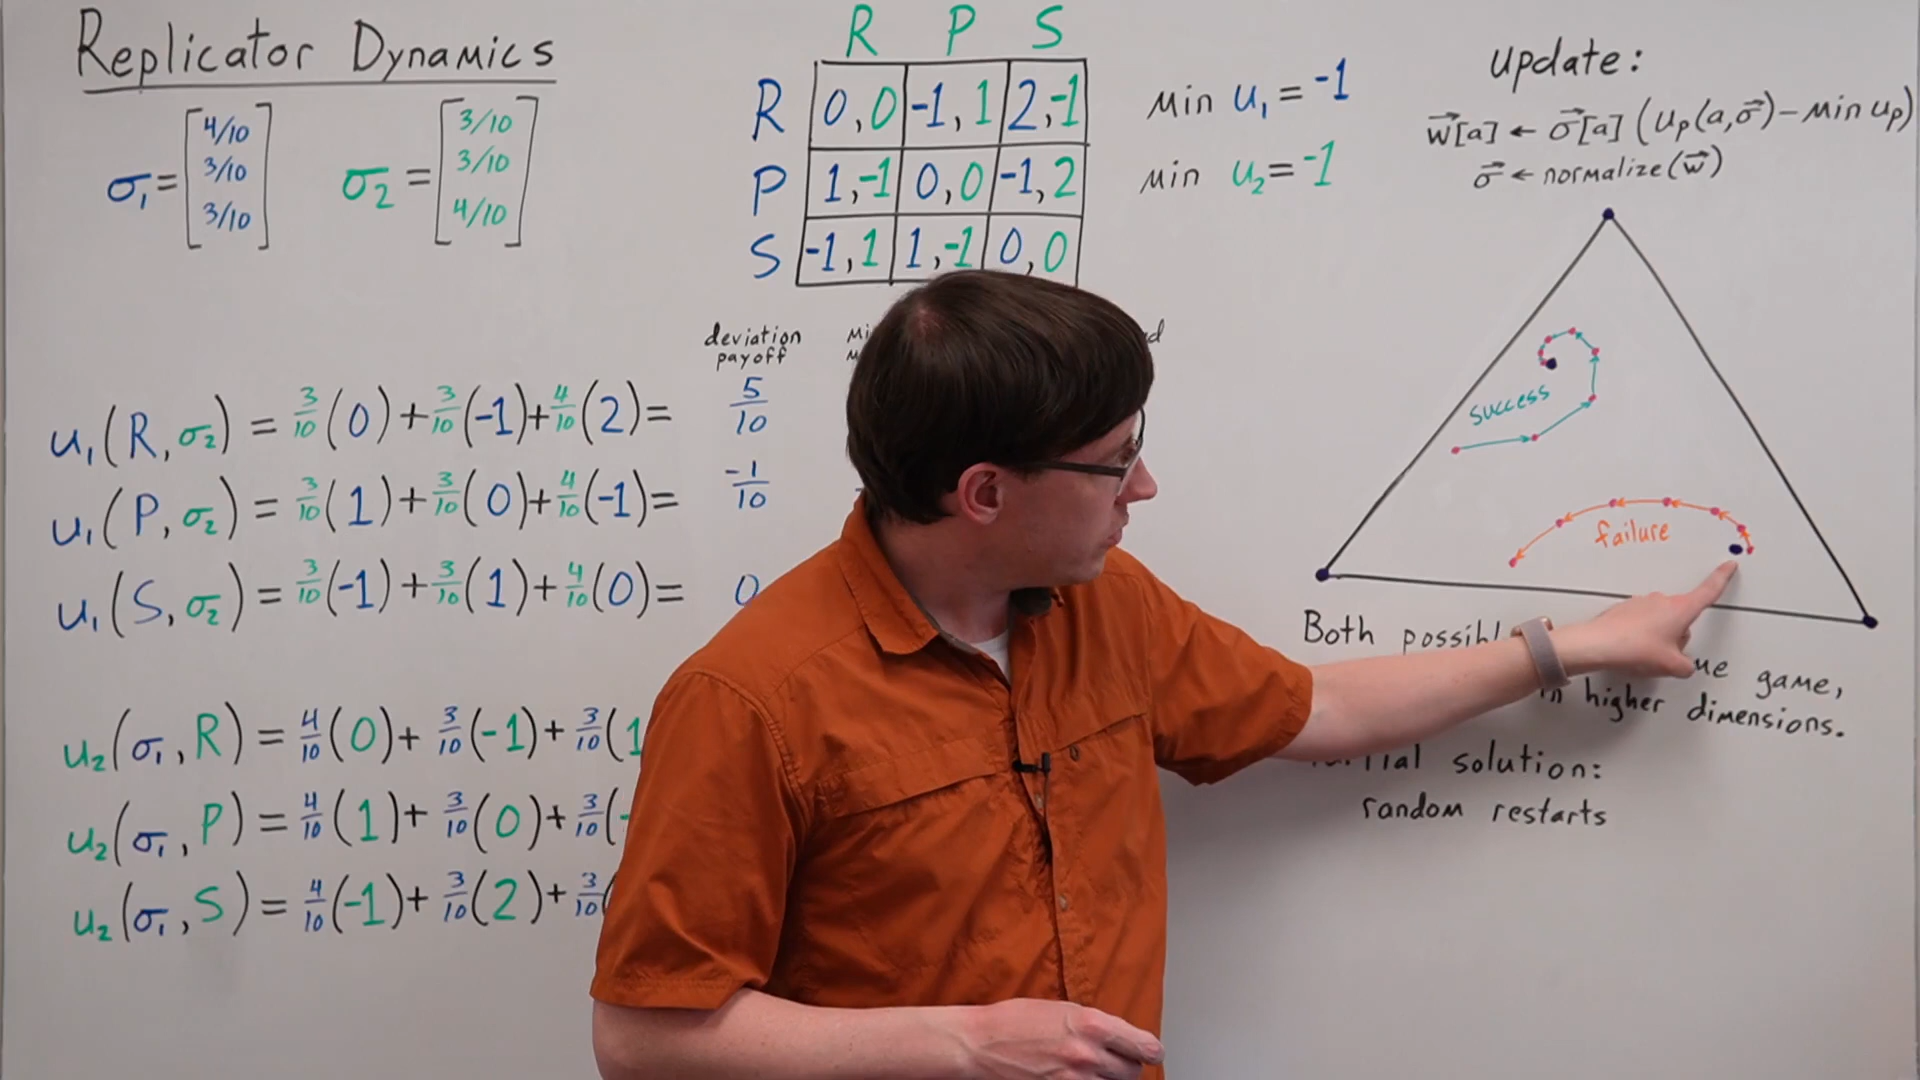 Replicator Dynamics
σ₁ = [4/10 3/10 3/10] σ₂ = [3/10 3/10 4/10]
R P S
R 0,0 -1,1 2,-1
P 1,-1 0,0 -1,2
S -1,1 1,-1 0,0
Min u₁ = -1
Min u₂ = -1
update:
w⃗[a] ← σ⃗[a] (uₚ(a,σ⃗) - Min uₚ)
σ⃗ ← normalize(w⃗)
deviation
payoff
u₁(R,σ₂) = 3/10(0) + 3/10(-1) + 4/10(2) = 5/10
u₁(P,σ₂) = 3/10(1) + 3/10(0) + 4/10(-1) = -1/10
u₁(S,σ₂) = 3/10(-1) + 3/10(1) + 4/10(0) = 0
u₂(σ₁,R) = 4/10(0) + 3/10(-1) + 3/10(1
u₂(σ₁,P) = 4/10(1) + 3/10(0) + 3/10(-
u₂(σ₁,S) = 4/10(-1) + 3/10(2) + 3/10(
success
failure
Both
game,
higher dimensions.
solution:
random restarts